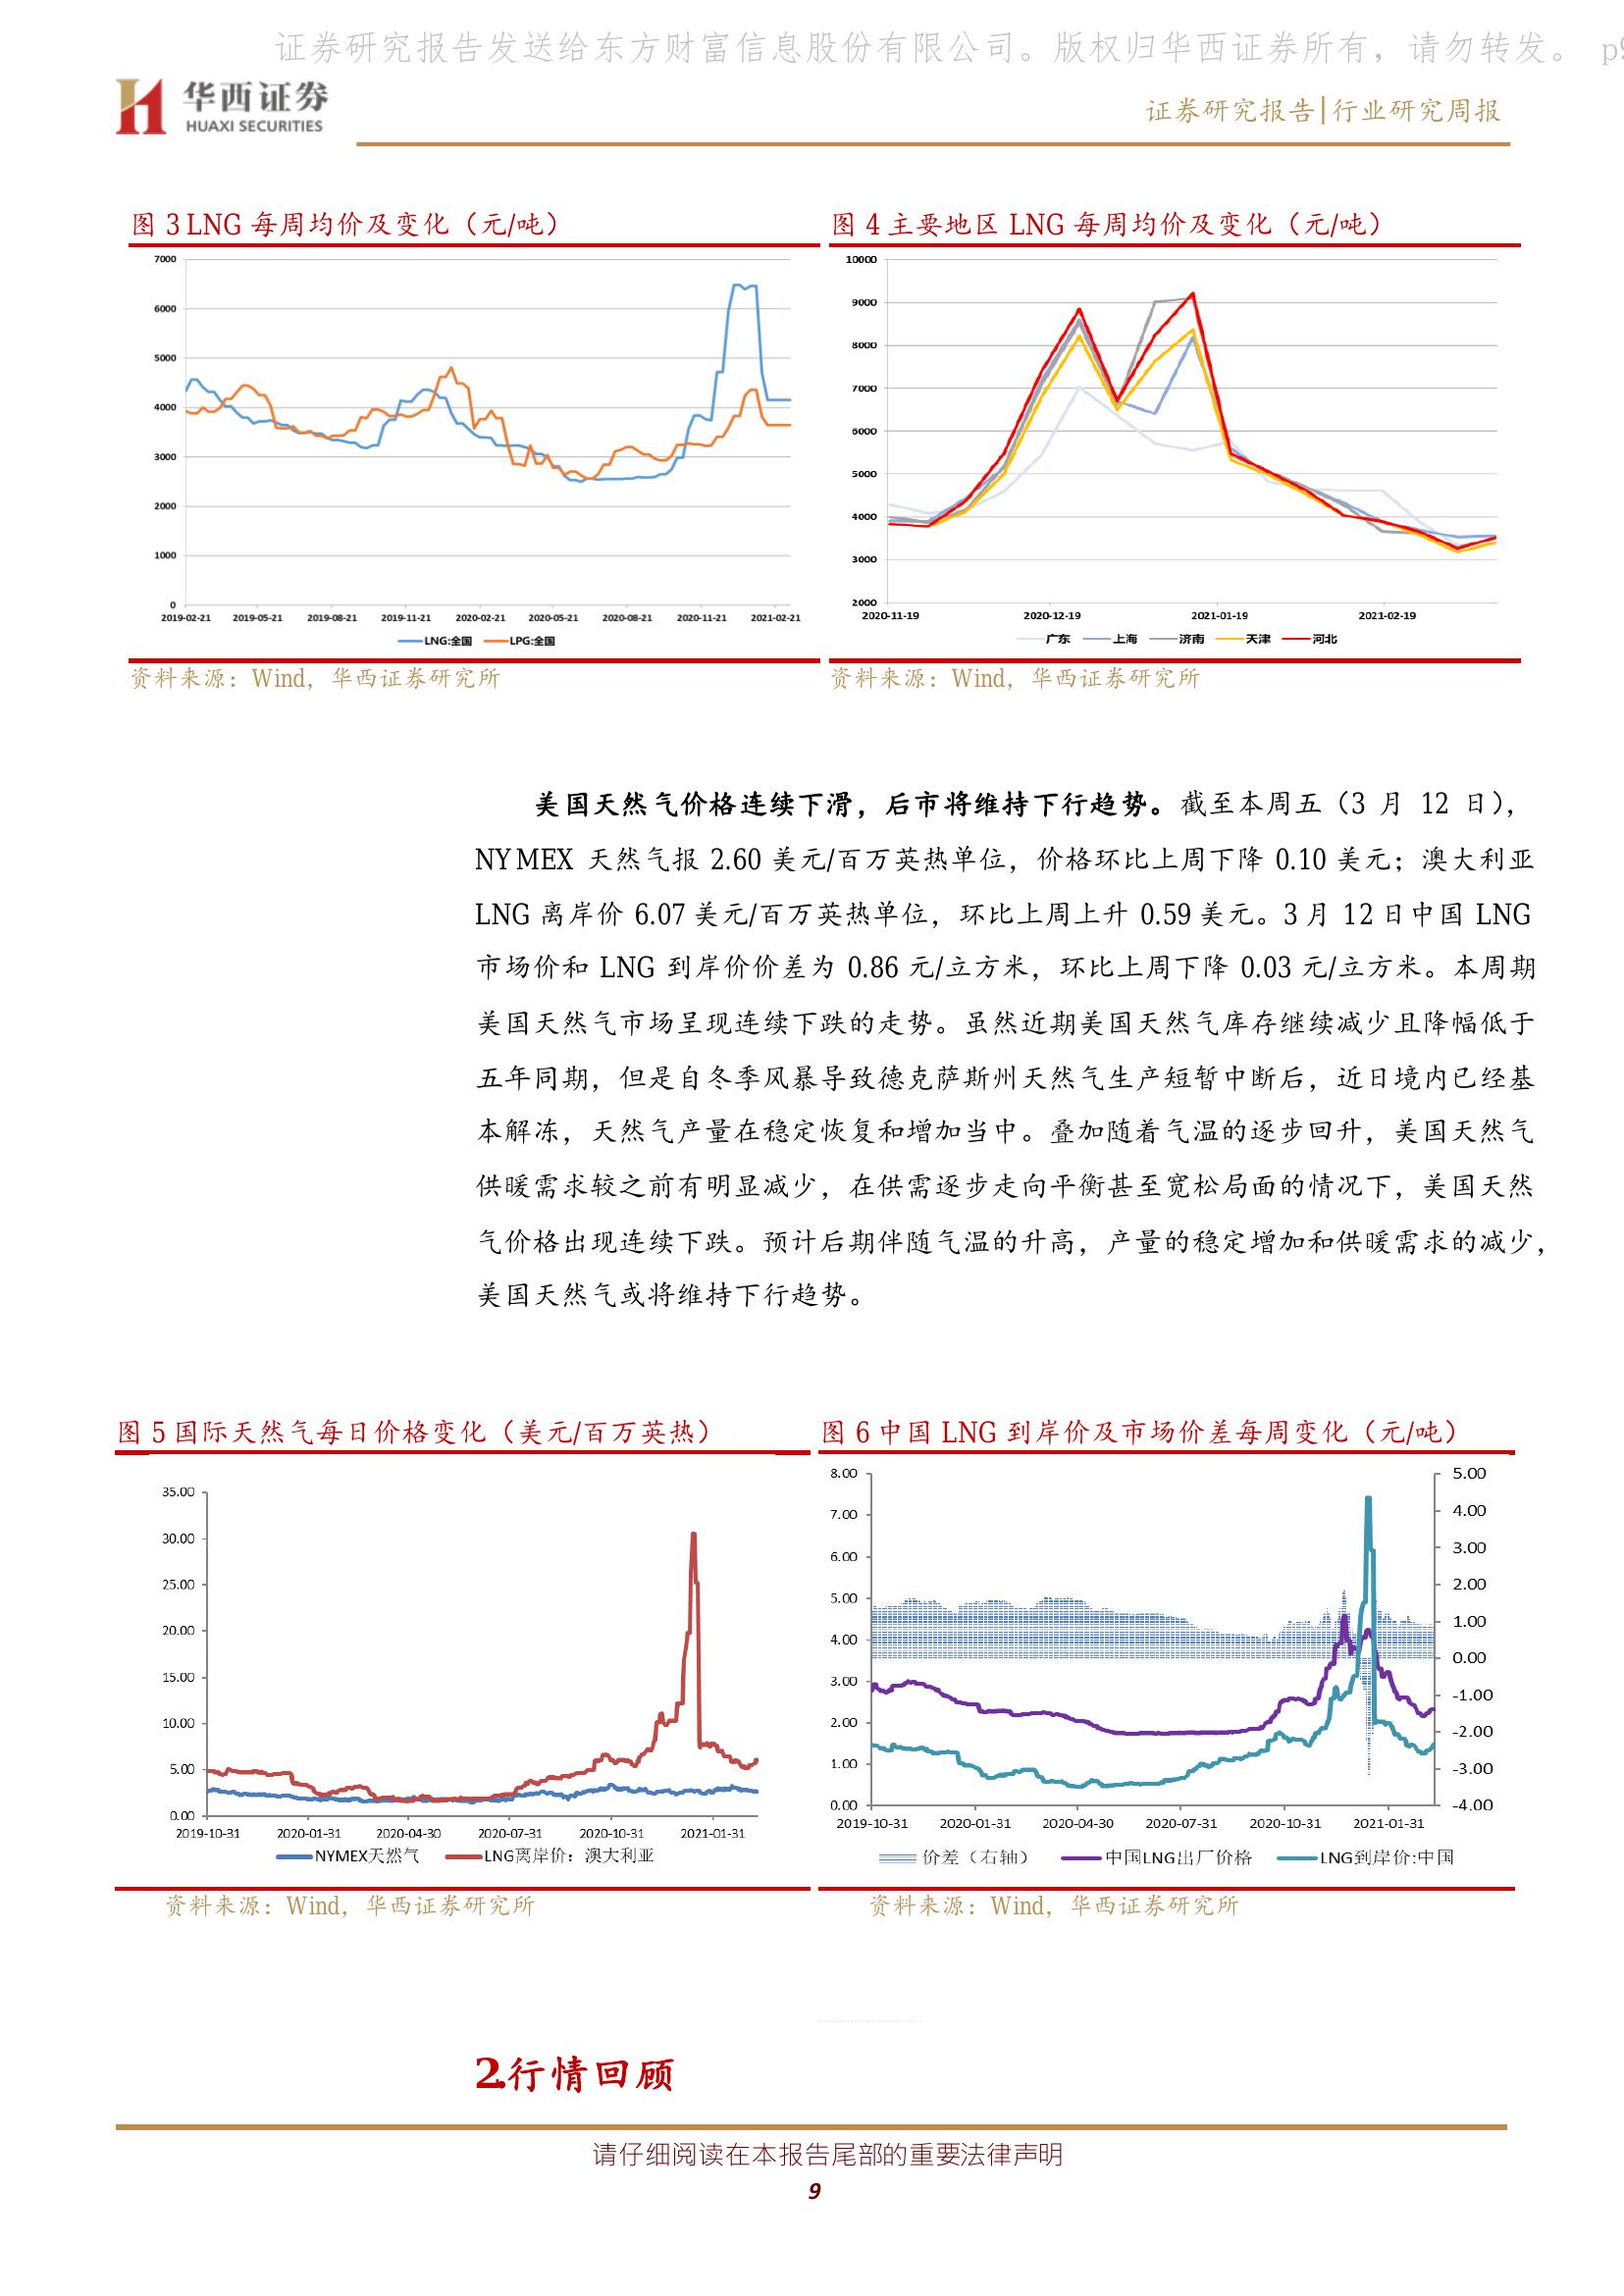 证券研究报告发送给东方财富信息股份有限公司。版权归华西证券所有，请勿转发。 p9
华西证券
HUAXI SECURITIES
证券研究报告|行业研究周报
图 3 LNG 每周均价及变化（元/吨）
7000
6000
5000
4000
3000
2000
1000
0
2019-02-21 2019-05-21 2019-08-21 2019-11-21 2020-02-21 2020-05-21 2020-08-21 2020-11-21 2021-02-21
LNG:全国 LPG:全国
资料来源：Wind，华西证券研究所
图 4 主要地区 LNG 每周均价及变化（元/吨）
10000
9000
8000
7000
6000
5000
4000
3000
2000
2020-11-19 2020-12-19 2021-01-19 2021-02-19
广东 上海 济南 天津 河北
资料来源：Wind，华西证券研究所
美国天然气价格连续下滑，后市将维持下行趋势。截至本周五（3 月 12 日），
NYMEX 天然气报 2.60 美元/百万英热单位，价格环比上周下降 0.10 美元；澳大利亚
LNG 离岸价 6.07 美元/百万英热单位，环比上周上升 0.59 美元。3 月 12 日中国 LNG
市场价和 LNG 到岸价价差为 0.86 元/立方米，环比上周下降 0.03 元/立方米。本周期
美国天然气市场呈现连续下跌的走势。虽然近期美国天然气库存继续减少且降幅低于
五年同期，但是自冬季风暴导致德克萨斯州天然气生产短暂中断后，近日境内已经基
本解冻，天然气产量在稳定恢复和增加当中。叠加随着气温的逐步回升，美国天然气
供暖需求较之前有明显减少，在供需逐步走向平衡甚至宽松局面的情况下，美国天然
气价格出现连续下跌。预计后期伴随气温的升高，产量的稳定增加和供暖需求的减少，
美国天然气或将维持下行趋势。
图 5 国际天然气每日价格变化（美元/百万英热）
35.00
30.00
25.00
20.00
15.00
10.00
5.00
0.00
2019-10-31 2020-01-31 2020-04-30 2020-07-31 2020-10-31 2021-01-31
NYMEX天然气 LNG离岸价：澳大利亚
资料来源：Wind，华西证券研究所
图 6 中国 LNG 到岸价及市场价差每周变化（元/吨）
8.00 5.00
7.00 4.00
6.00 3.00
5.00 2.00
4.00 1.00
3.00 0.00
2.00 -1.00
1.00 -2.00
0.00 -3.00
-4.00
2019-10-31 2020-01-31 2020-04-30 2020-07-31 2020-10-31 2021-01-31
价差（右轴） 中国LNG出厂价格 LNG到岸价:中国
资料来源：Wind，华西证券研究所
2.行情回顾
请仔细阅读在本报告尾部的重要法律声明
9